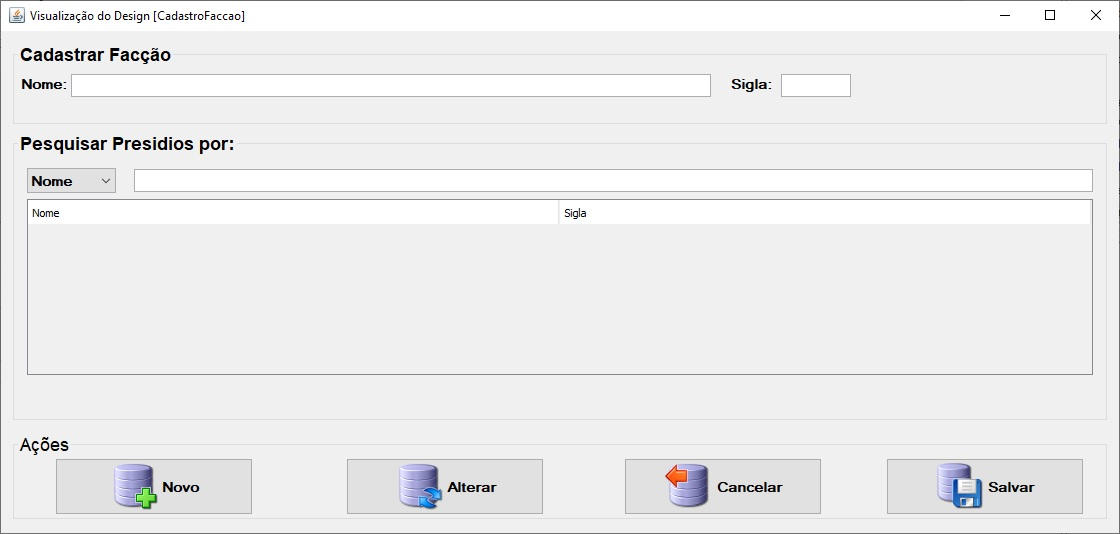 Visualização do Design [CadastroFaccao]
Cadastrar Facção
Nome:
Sigla:
Pesquisar Presidios por:
Nome
Nome Sigla
Ações
Novo Alterar Cancelar Salvar